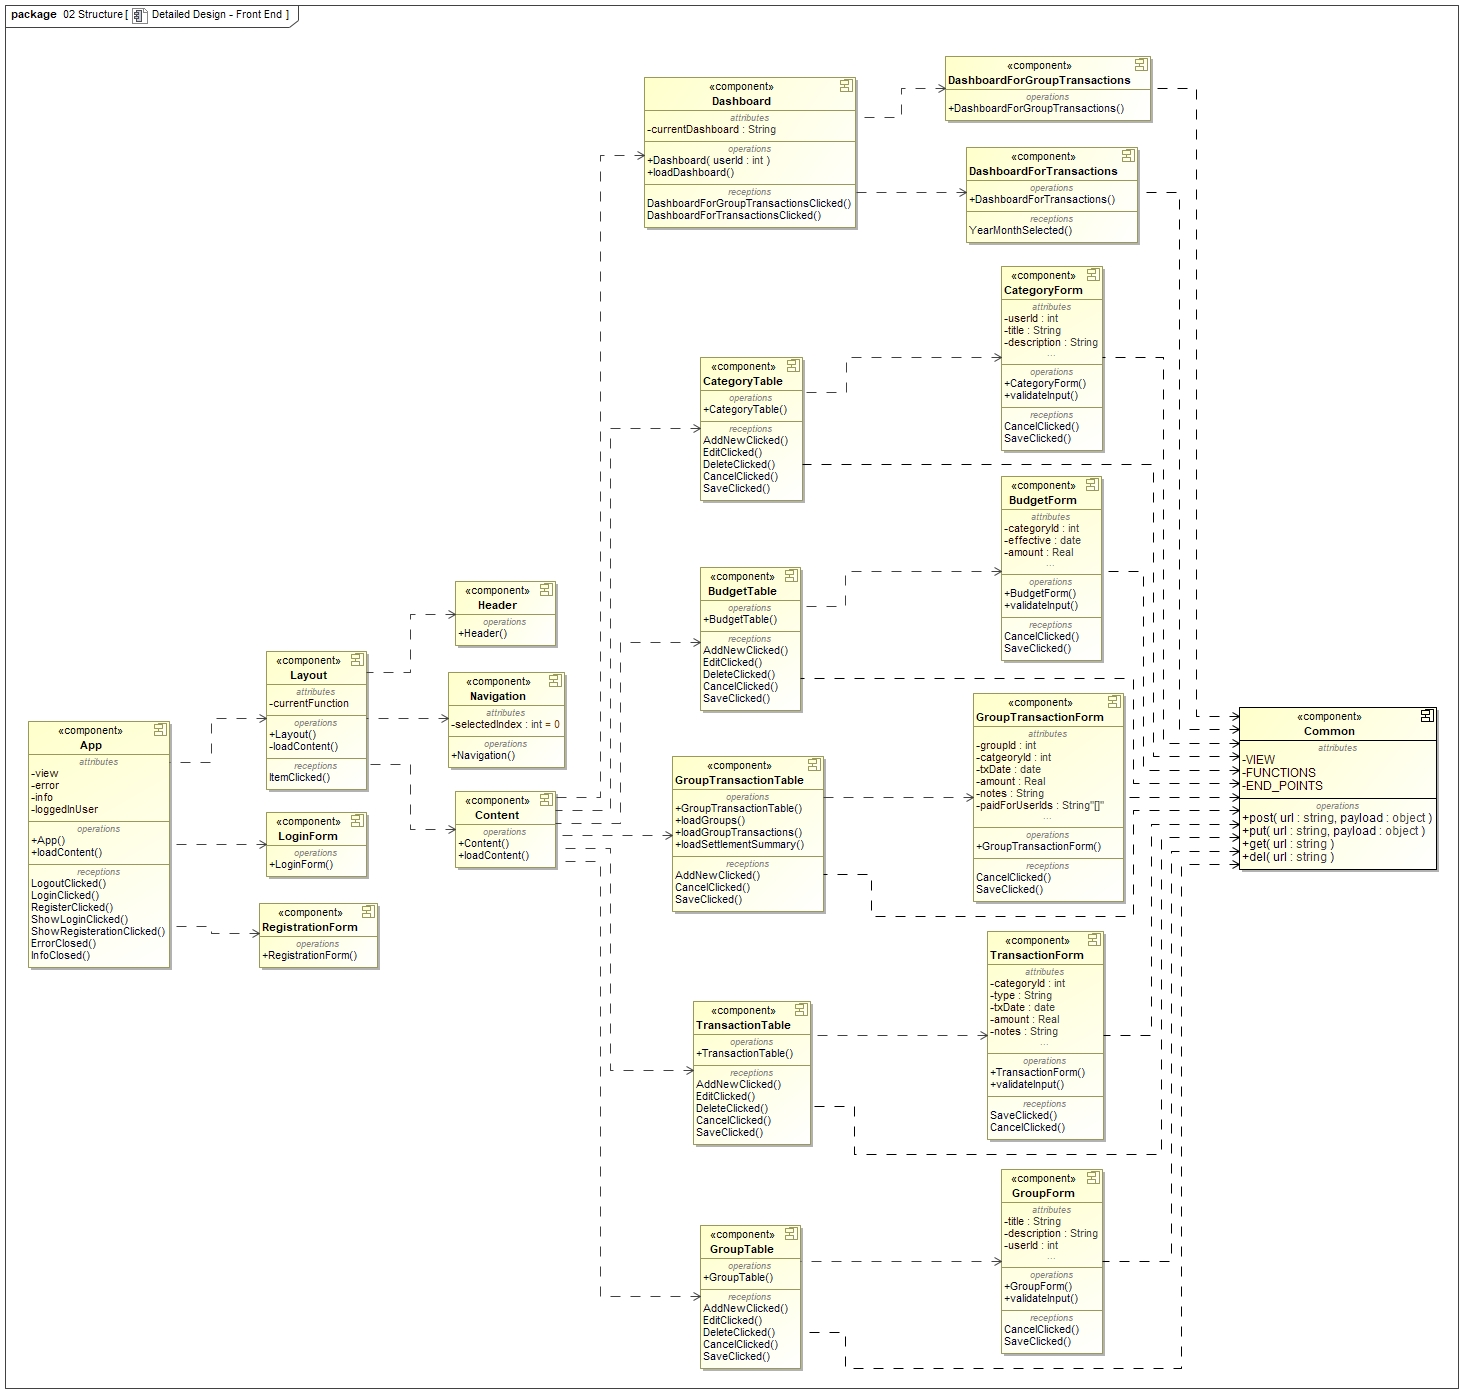 package 02 Structure [ Detailed Design - Front End ]
«component»
App
attributes
-view
-error
-info
-loggedInUser
operations
+App()
+loadContent()
receptions
LogoutClicked()
LoginClicked()
RegisterClicked()
ShowLoginClicked()
ShowRegisterationClicked()
ErrorClosed()
InfoClosed()
«component»
Layout
attributes
-currentFunction
operations
+Layout()
-loadContent()
receptions
ItemClicked()
«component»
LoginForm
operations
+LoginForm()
«component»
RegistrationForm
operations
+RegistrationForm()
«component»
Header
operations
+Header()
«component»
Navigation
attributes
-selectedIndex : int = 0
operations
+Navigation()
«component»
Content
operations
+Content()
+loadContent()
«component»
Dashboard
attributes
-currentDashboard : String
operations
+Dashboard( userId : int )
+loadDashboard()
receptions
DashboardForGroupTransactionsClicked()
DashboardForTransactionsClicked()
«component»
CategoryTable
operations
+CategoryTable()
receptions
AddNewClicked()
EditClicked()
DeleteClicked()
CancelClicked()
SaveClicked()
«component»
BudgetTable
operations
+BudgetTable()
receptions
AddNewClicked()
EditClicked()
DeleteClicked()
CancelClicked()
SaveClicked()
«component»
GroupTransactionTable
operations
+GroupTransactionTable()
+loadGroups()
+loadGroupTransactions()
+loadSettlementSummary()
receptions
AddNewClicked()
CancelClicked()
SaveClicked()
«component»
TransactionTable
operations
+TransactionTable()
receptions
AddNewClicked()
EditClicked()
DeleteClicked()
CancelClicked()
SaveClicked()
«component»
GroupTable
operations
+GroupTable()
receptions
AddNewClicked()
EditClicked()
DeleteClicked()
CancelClicked()
SaveClicked()
«component»
DashboardForGroupTransactions
operations
+DashboardForGroupTransactions()
«component»
DashboardForTransactions
operations
+DashboardForTransactions()
receptions
YearMonthSelected()
«component»
CategoryForm
attributes
-userId : int
-title : String
-description : String
...
operations
+CategoryForm()
+validateInput()
receptions
CancelClicked()
SaveClicked()
«component»
BudgetForm
attributes
-categoryId : int
-effective : date
-amount : Real
...
operations
+BudgetForm()
+validateInput()
receptions
CancelClicked()
SaveClicked()
«component»
GroupTransactionForm
attributes
-groupId : int
-catgeoryId : int
-txDate : date
-amount : Real
-notes : String
-paidForUserIds : String"[]"
...
operations
+GroupTransactionForm()
receptions
CancelClicked()
SaveClicked()
«component»
TransactionForm
attributes
-categoryId : int
-type : String
-txDate : date
-amount : Real
-notes : String
...
operations
+TransactionForm()
+validateInput()
receptions
SaveClicked()
CancelClicked()
«component»
GroupForm
attributes
-title : String
-description : String
-userId : int
...
operations
+GroupForm()
+validateInput()
receptions
CancelClicked()
SaveClicked()
«component»
Common
attributes
-VIEW
-FUNCTIONS
-END_POINTS
operations
+post( url : string, payload : object )
+put( url : string, payload : object )
+get( url : string )
+del( url : string )